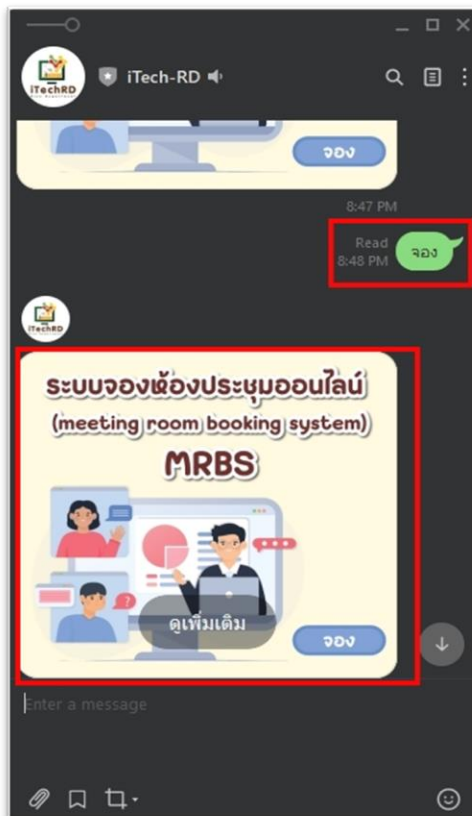 iTechRD
iTech-RD
จอง
8:47 PM
Read
8:48 PM
จอง
iTechRD
ระบบจองห้องประชุมออนไลน์
(meeting room booking system)
MRBS
ดูเพิ่มเติม
จอง
Enter a message